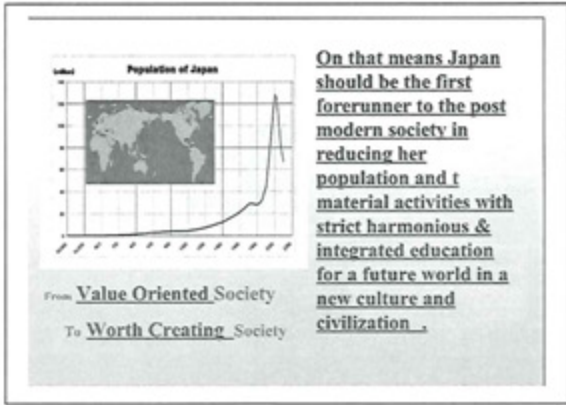 Population of Japan
On that means Japan
should be the first
forerunner to the post
modern society in
reducing her
population and t
material activities with
strict harmonious &
integrated education
for a future world in a
new culture and
civilization .
From Value Oriented Society
To Worth Creating Society